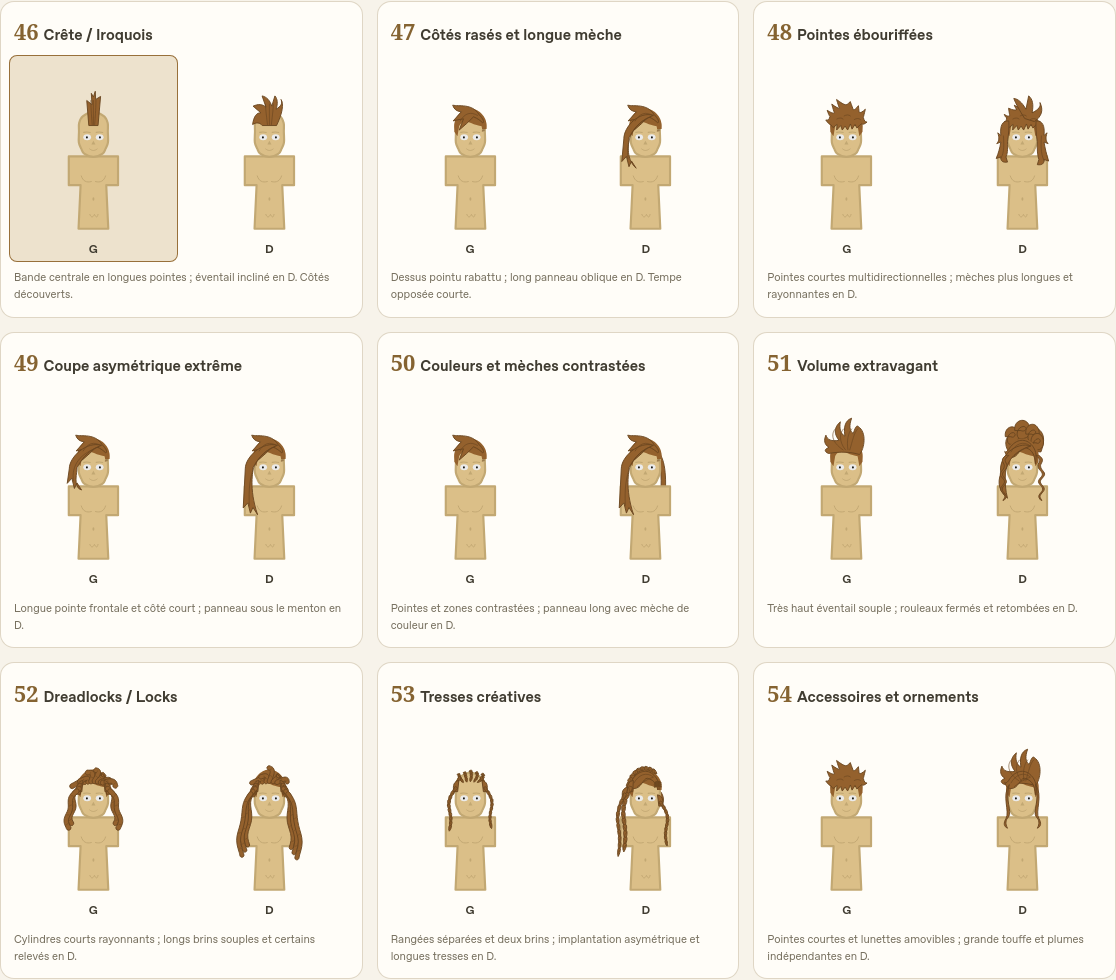 46 Crête / Iroquois
G
D
Bande centrale en longues pointes ; éventail incliné en D. Côtés
découverts.
47 Côtés rasés et longue mèche
G
D
Dessus pointu rabattu ; long panneau oblique en D. Tempe
opposée courte.
48 Pointes ébouriffées
G
D
Pointes courtes multidirectionnelles ; mèches plus longues et
rayonnantes en D.
49 Coupe asymétrique extrême
G
D
Longue pointe frontale et côté court ; panneau sous le menton en
D.
50 Couleurs et mèches contrastées
G
D
Pointes et zones contrastées ; panneau long avec mèche de
couleur en D.
51 Volume extravagant
G
D
Très haut éventail souple ; rouleaux fermés et retombées en D.
52 Dreadlocks / Locks
G
D
Cylindres courts rayonnants ; longs brins souples et certains
relevés en D.
53 Tresses créatives
G
D
Rangées séparées et deux brins ; implantation asymétrique et
longues tresses en D.
54 Accessoires et ornements
G
D
Pointes courtes et lunettes amovibles ; grande touffe et plumes
indépendantes en D.